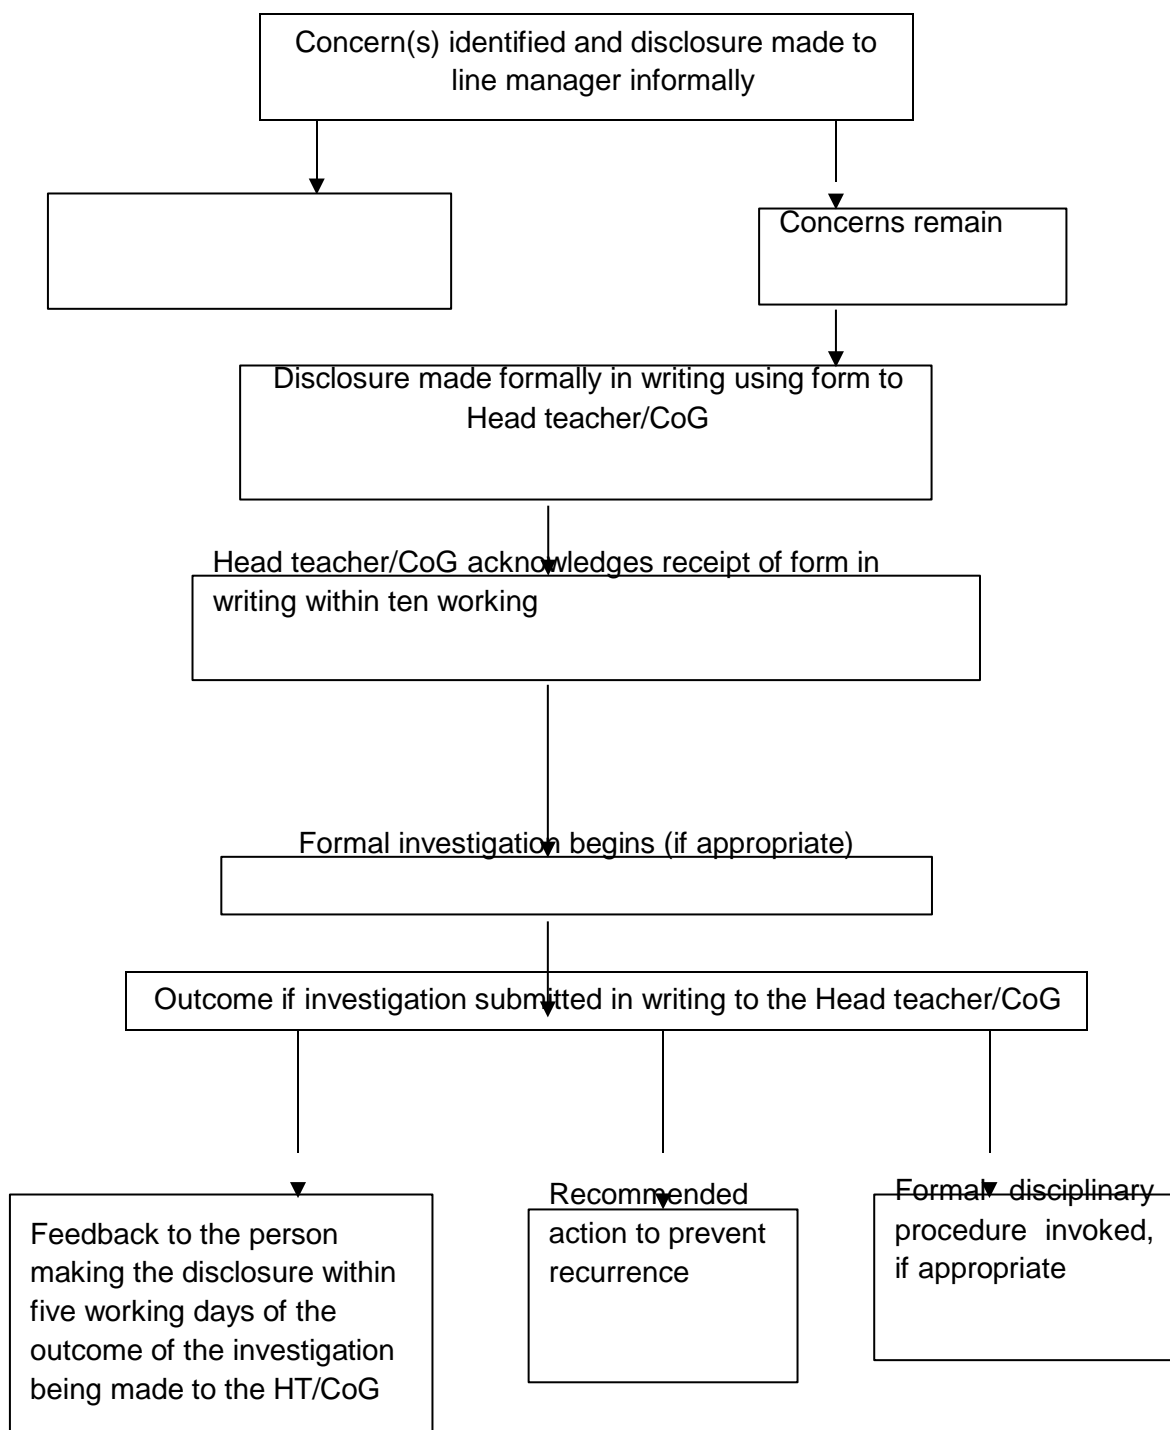 Concern(s) identified and disclosure made to
line manager informally
Concerns remain
Disclosure made formally in writing using form to
Head teacher/CoG
Head teacher/CoG acknowledges receipt of form in
writing within ten working
Formal investigation begins (if appropriate)
Outcome if investigation submitted in writing to the Head teacher/CoG
Feedback to the person
making the disclosure within
five working days of the
outcome of the investigation
being made to the HT/CoG
Recommended
action to prevent
recurrence
Formal disciplinary
procedure invoked,
if appropriate